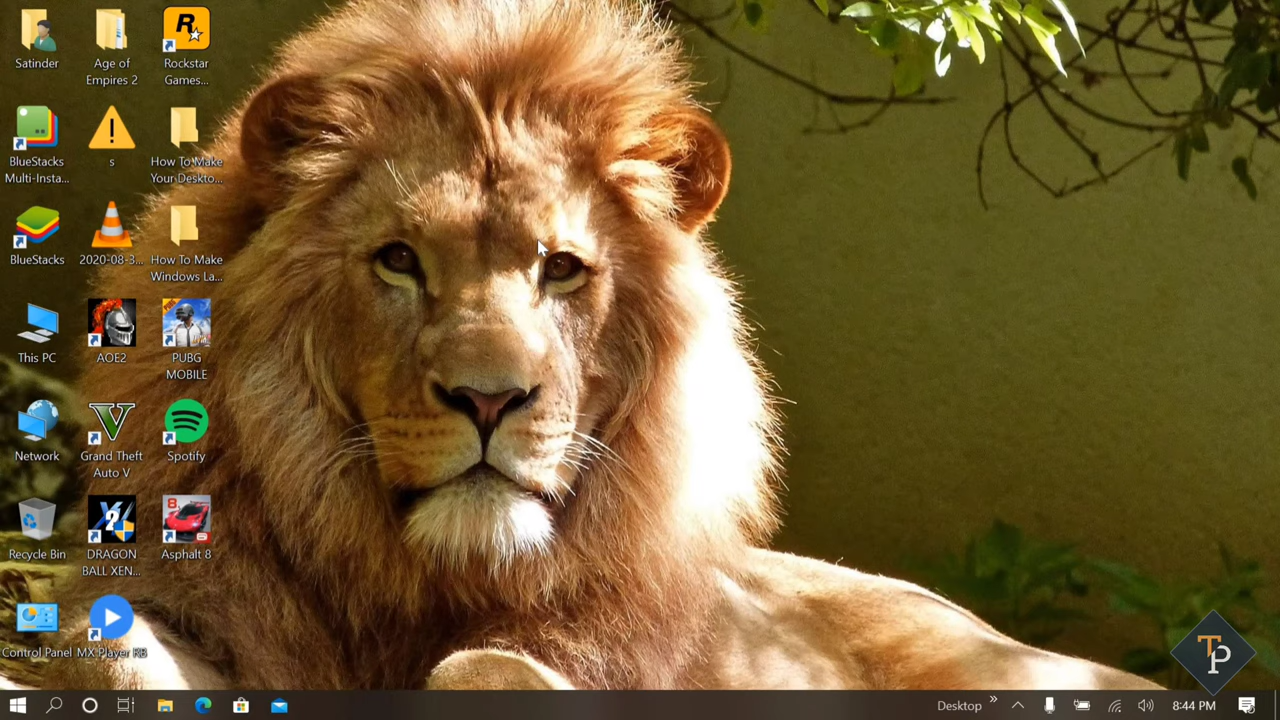 Satinder
Age of
Empires 2
Rockstar
Games...
BlueStacks
Multi-Insta...
s
How To Make
Your Deskto...
BlueStacks
2020-08-3...
How To Make
Windows La...
This PC
AOE2
PUBG
MOBILE
Network
Grand Theft
Auto V
Spotify
Recycle Bin
DRAGON
BALL XEN...
Asphalt 8
Control Panel
MX Player RB
TP
Desktop
8:44 PM